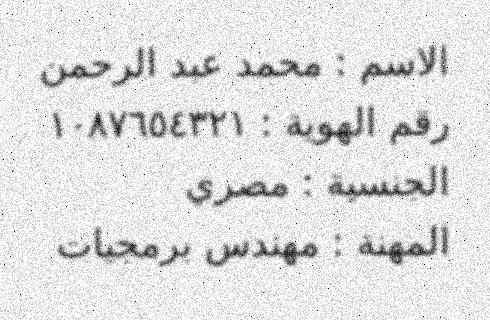 الاسم : محمد عبد الرحمن
رقم الهوية : ١٠٨٧٦٥٤٣٢١
الجنسية : مصري
المهنة : مهندس برمجيات